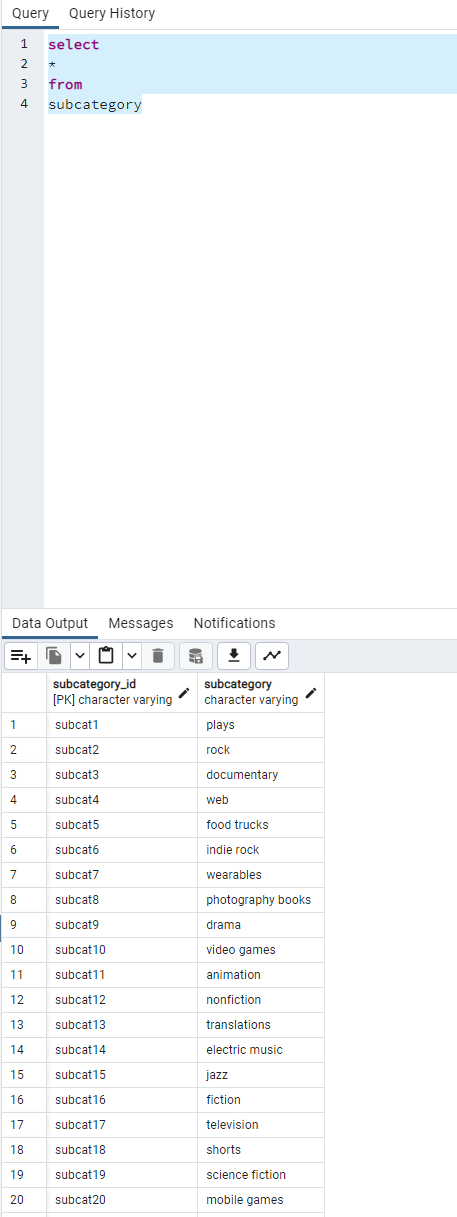 Query Query History
1 select
2 *
3 from
4 subcategory
Data Output Messages Notifications
subcategory_id subcategory
[PK] character varying character varying
1 subcat1 plays
2 subcat2 rock
3 subcat3 documentary
4 subcat4 web
5 subcat5 food trucks
6 subcat6 indie rock
7 subcat7 wearables
8 subcat8 photography books
9 subcat9 drama
10 subcat10 video games
11 subcat11 animation
12 subcat12 nonfiction
13 subcat13 translations
14 subcat14 electric music
15 subcat15 jazz
16 subcat16 fiction
17 subcat17 television
18 subcat18 shorts
19 subcat19 science fiction
20 subcat20 mobile games